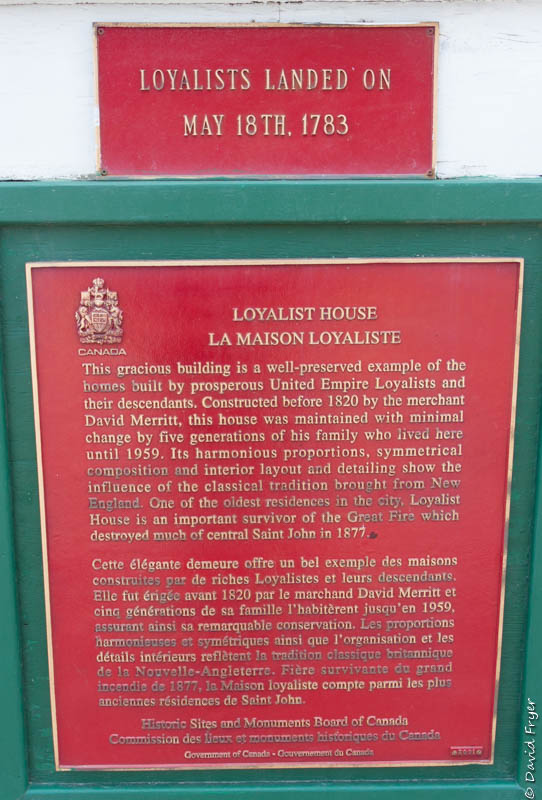 LOYALISTS LANDED ON
MAY 18TH, 1783
CANADA
LOYALIST HOUSE
LA MAISON LOYALISTE
This gracious building is a well-preserved example of the
homes built by prosperous United Empire Loyalists and
their descendants. Constructed before 1820 by the merchant
David Merritt, this house was maintained with minimal
change by five generations of his family who lived here
until 1959. Its harmonious proportions, symmetrical
composition and interior layout and detailing show the
influence of the classical tradition brought from New
England. One of the oldest residences in the city, Loyalist
House is an important survivor of the Great Fire which
destroyed much of central Saint John in 1877.
Cette élégante demeure offre un bel exemple des maisons
construites par de riches Loyalistes et leurs descendants.
Elle fut érigée avant 1820 par le marchand David Merritt et
cinq générations de sa famille l'habitèrent jusqu'en 1959,
assurant ainsi sa remarquable conservation. Les proportions
harmonieuses et symétriques ainsi que l'organisation et les
détails intérieurs reflètent la tradition classique britannique
de la Nouvelle-Angleterre. Fière survivante du grand
incendie de 1877, la Maison loyaliste compte parmi les plus
anciennes résidences de Saint John.
Historic Sites and Monuments Board of Canada
Commission des lieux et monuments historiques du Canada
Government of Canada - Gouvernement du Canada
© David Fryer